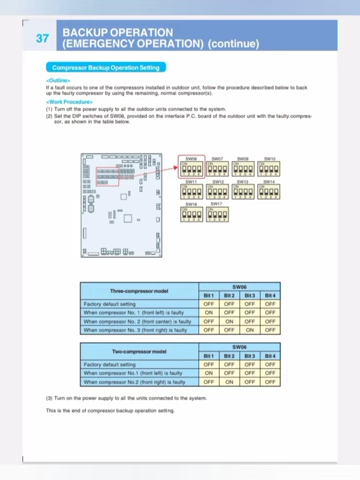 37
BACKUP OPERATION
(EMERGENCY OPERATION) (continue)
Compressor Backup Operation Setting
<Outline>
If a fault occurs to one of the compressors installed in outdoor unit, follow the procedure described below to back
up the faulty compressor by using the remaining, normal compressor(s).
<Work Procedure>
(1) Turn off the power supply to all the outdoor units connected to the system.
(2) Set the DIP switches of SW06, provided on the interface P.C. board of the outdoor unit with the faulty compres-
sor, as shown in the table below.
SW06 SW07 SW09 SW10
SW11 SW12 SW13 SW14
SW16 SW17
Three-compressor model SW06
Bit 1 Bit 2 Bit 3 Bit 4
Factory default setting OFF OFF OFF OFF
When compressor No. 1 (front left) is faulty ON OFF OFF OFF
When compressor No. 2 (front center) is faulty OFF ON OFF OFF
When compressor No. 3 (front right) is faulty OFF OFF ON OFF
Two-compressor model SW06
Bit 1 Bit 2 Bit 3 Bit 4
Factory default setting OFF OFF OFF OFF
When compressor No.1 (front left) is faulty ON OFF OFF OFF
When compressor No.2 (front right) is faulty OFF ON OFF OFF
(3) Turn on the power supply to all the units connected to the system.
This is the end of compressor backup operation setting.